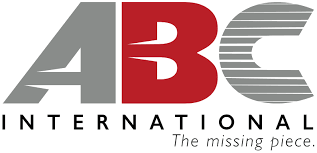 ABC
INTERNATIONAL
The missing piece.